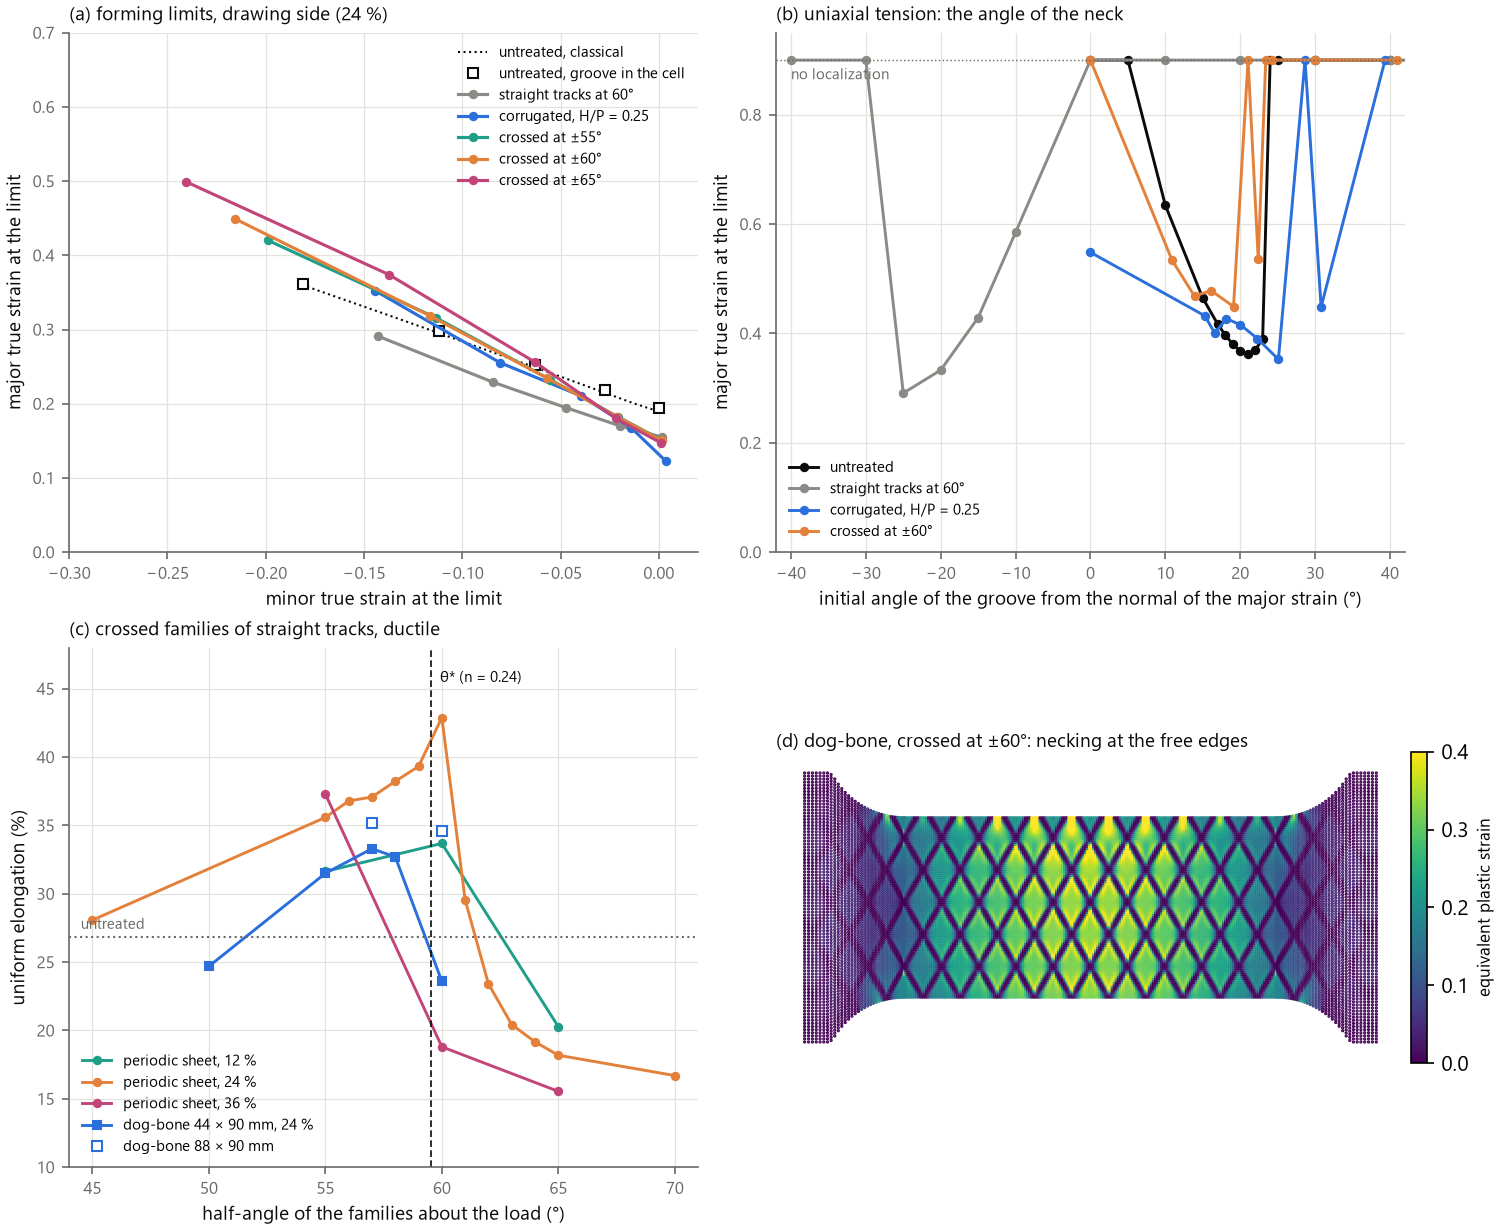 (a) forming limits, drawing side (24 %)
0.7
0.6
0.5
0.4
0.3
0.2
0.1
0.0
−0.30
−0.25
−0.20
−0.15
−0.10
−0.05
0.00
minor true strain at the limit
major true strain at the limit
untreated, classical
untreated, groove in the cell
straight tracks at 60°
corrugated, H/P = 0.25
crossed at ±55°
crossed at ±60°
crossed at ±65°
(b) uniaxial tension: the angle of the neck
no localization
0.8
0.6
0.4
0.2
0.0
−40
−30
−20
−10
0
10
20
30
40
initial angle of the groove from the normal of the major strain (°)
major true strain at the limit
untreated
straight tracks at 60°
corrugated, H/P = 0.25
crossed at ±60°
(c) crossed families of straight tracks, ductile
θ* (n = 0.24)
untreated
45
40
35
30
25
20
15
10
45
50
55
60
65
70
half-angle of the families about the load (°)
uniform elongation (%)
periodic sheet, 12 %
periodic sheet, 24 %
periodic sheet, 36 %
dog-bone 44 × 90 mm, 24 %
dog-bone 88 × 90 mm
(d) dog-bone, crossed at ±60°: necking at the free edges
0.4
0.3
0.2
0.1
0.0
equivalent plastic strain